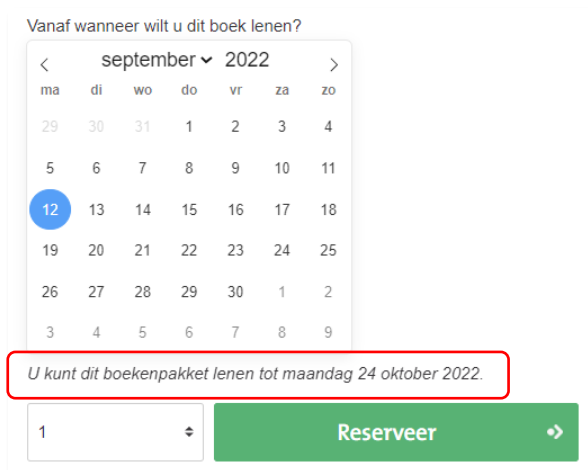 Vanaf wanneer wilt u dit boek lenen?
september 2022
ma di wo do vr za zo
29 30 31 1 2 3 4
5 6 7 8 9 10 11
12 13 14 15 16 17 18
19 20 21 22 23 24 25
26 27 28 29 30 1 2
3 4 5 6 7 8 9
U kunt dit boekenpakket lenen tot maandag 24 oktober 2022.
1 Reserveer